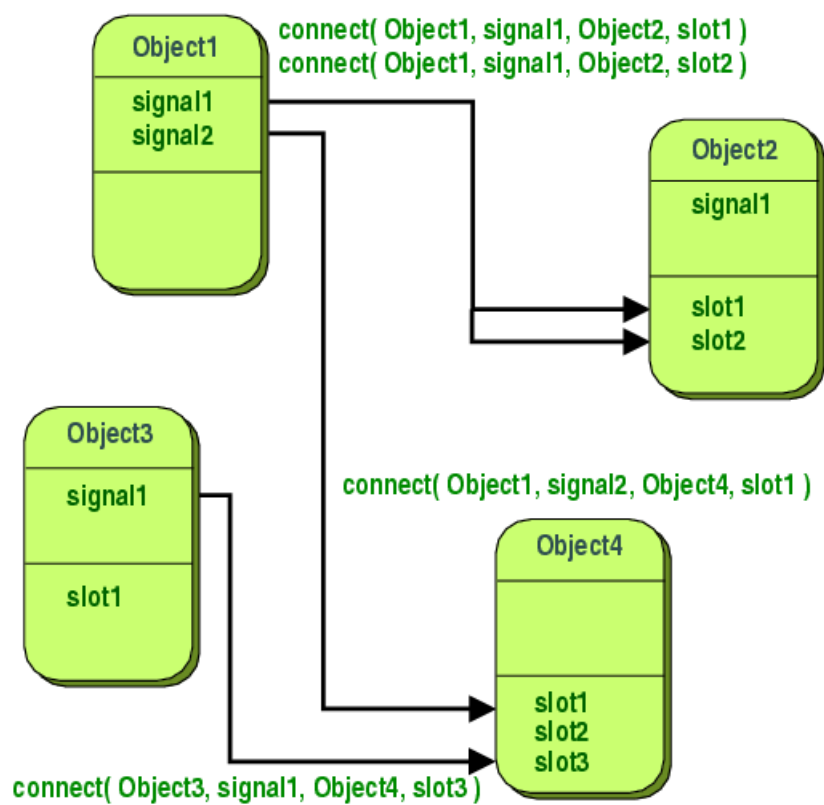 Object1
signal1
signal2
connect( Object1, signal1, Object2, slot1 )
connect( Object1, signal1, Object2, slot2 )
Object2
signal1
slot1
slot2
Object3
signal1
slot1
connect( Object1, signal2, Object4, slot1 )
Object4
slot1
slot2
slot3
connect( Object3, signal1, Object4, slot3 )